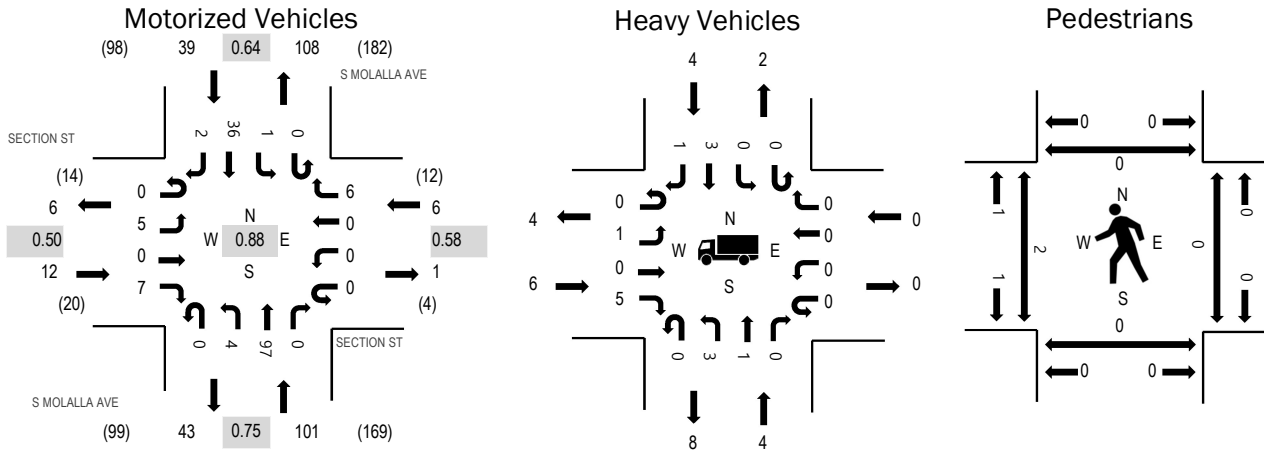 Motorized Vehicles
Heavy Vehicles
Pedestrians
(98) 39 0.64 108 (182)
S MOLALLA AVE
SECTION ST
2 36 1 0
(14) 6
0.50
12 (20)
0
5
0
7
N
W 0.88 E
S
6
0
0
0
(12) 6
0.58
1 (4)
0 4 97 0
SECTION ST
S MOLALLA AVE
(99) 43 0.75 101 (169)
4 2
1 3 0 0
4
6
0
1
0
5
N
W E
S
0
0
0
0
0
0
0 3 1 0
8 4
0 0
0
1
1
2
N
W E
S
0
0
0
0
0 0